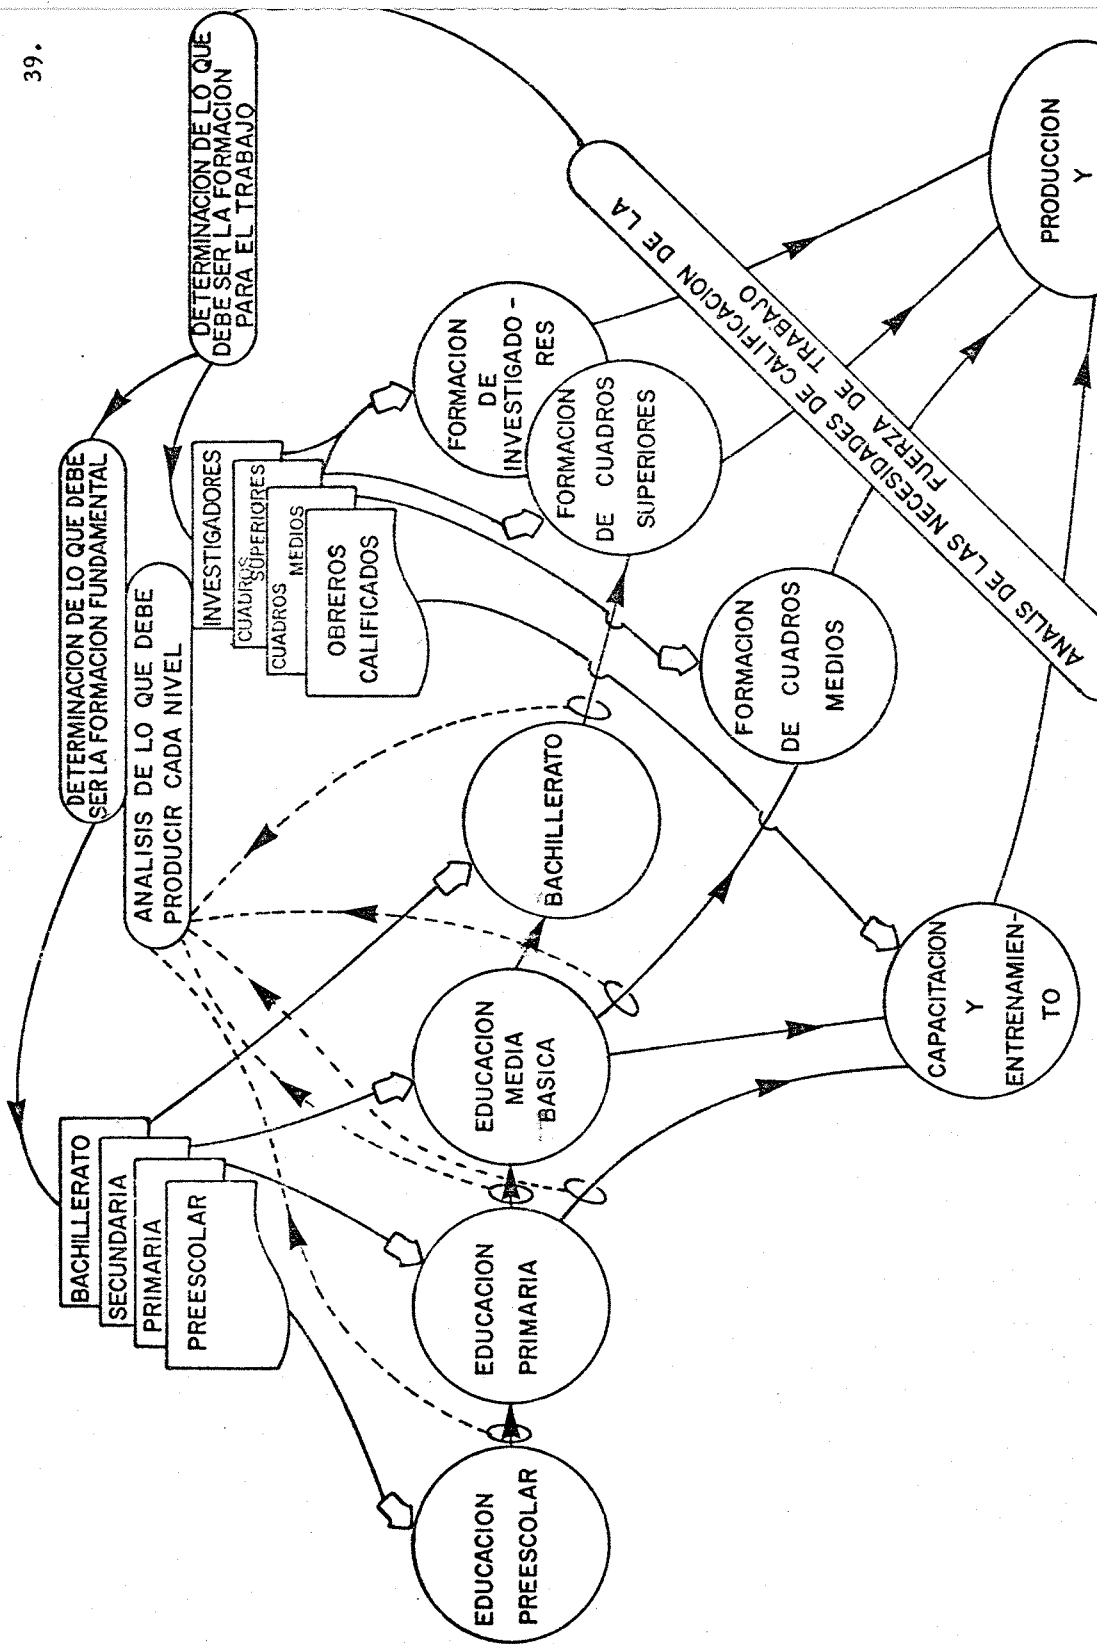 39.
DETERMINACION DE LO QUE
DEBE SER LA FORMACION
PARA EL TRABAJO
DETERMINACION DE LO QUE DEBE
SER LA FORMACION FUNDAMENTAL
ANALISIS DE LO QUE DEBE
PRODUCIR CADA NIVEL
BACHILLERATO
SECUNDARIA
PRIMARIA
PREESCOLAR
INVESTIGADORES
CUADROS
SUPERIORES
CUADROS
MEDIOS
OBREROS
CALIFICADOS
EDUCACION
PREESCOLAR
EDUCACION
PRIMARIA
EDUCACION
MEDIA
BASICA
BACHILLERATO
FORMACION
DE CUADROS
SUPERIORES
FORMACION
DE
INVESTIGADO-
RES
FORMACION
DE CUADROS
MEDIOS
CAPACITACION
Y
ENTRENAMIEN-
TO
ANALISIS DE LAS NECESIDADES DE CALIFICACION DE LA
FUERZA DE TRABAJO
PRODUCCION
Y